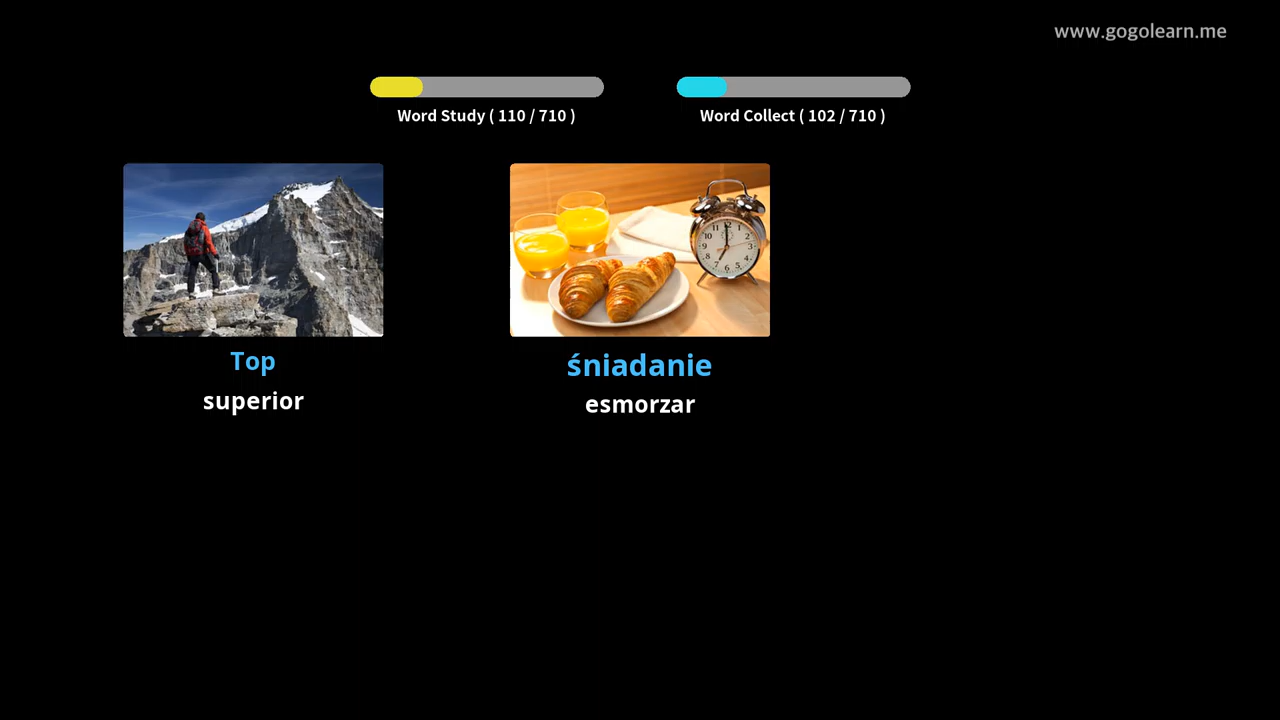 www.gogolearn.me
Word Study ( 110 / 710 )
Word Collect ( 102 / 710 )
Top
superior
śniadanie
esmorzar